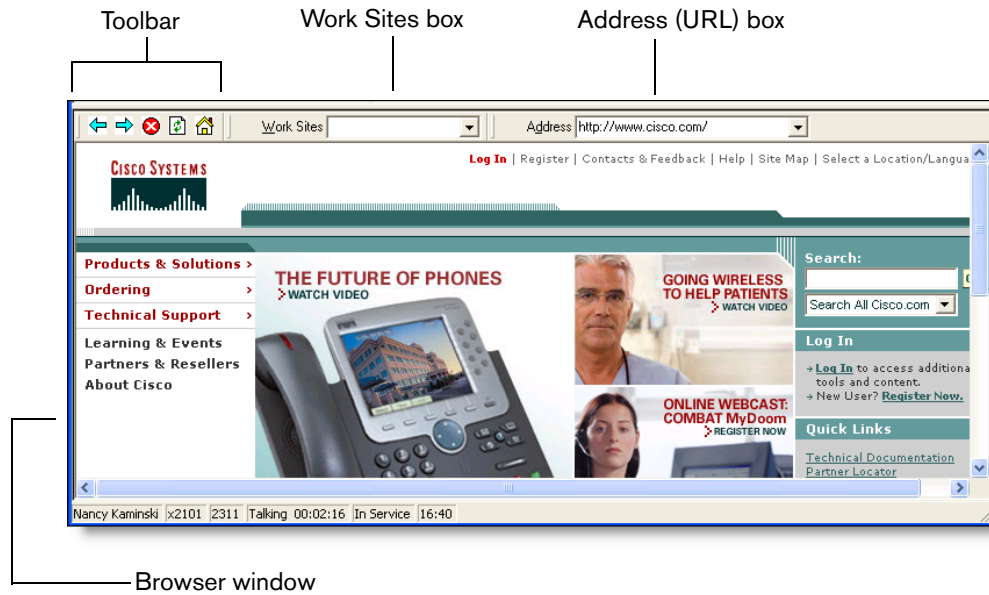 Toolbar
Work Sites box
Address (URL) box
Work Sites
Address http://www.cisco.com/
CISCO SYSTEMS
Log In | Register | Contacts & Feedback | Help | Site Map | Select a Location/Langua
Products & Solutions ›
Ordering ›
Technical Support ›
Learning & Events
Partners & Resellers
About Cisco
THE FUTURE OF PHONES
WATCH VIDEO
GOING WIRELESS
TO HELP PATIENTS
WATCH VIDEO
ONLINE WEBCAST:
COMBAT MyDoom
REGISTER NOW
Search:
Search All Cisco.com
Log In
Log In to access additiona
tools and content.
New User? Register Now.
Quick Links
Technical Documentation
Partner Locator
Nancy Kaminski x2101 2311 Talking 00:02:16 In Service 16:40
Browser window